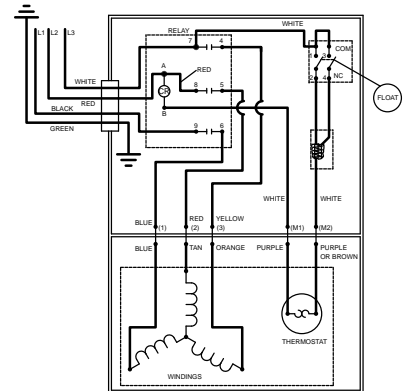 L1 L2 L3
WHITE
RED
BLACK
GREEN
RELAY
7 4
A
RED
CR
8 5
B
9 6
WHITE
COM
1 3
2 4
NC
FLOAT
WHITE WHITE
BLUE (1) RED (2) YELLOW (3) (M1) (M2)
BLUE TAN ORANGE PURPLE PURPLE OR BROWN
THERMOSTAT
WINDINGS